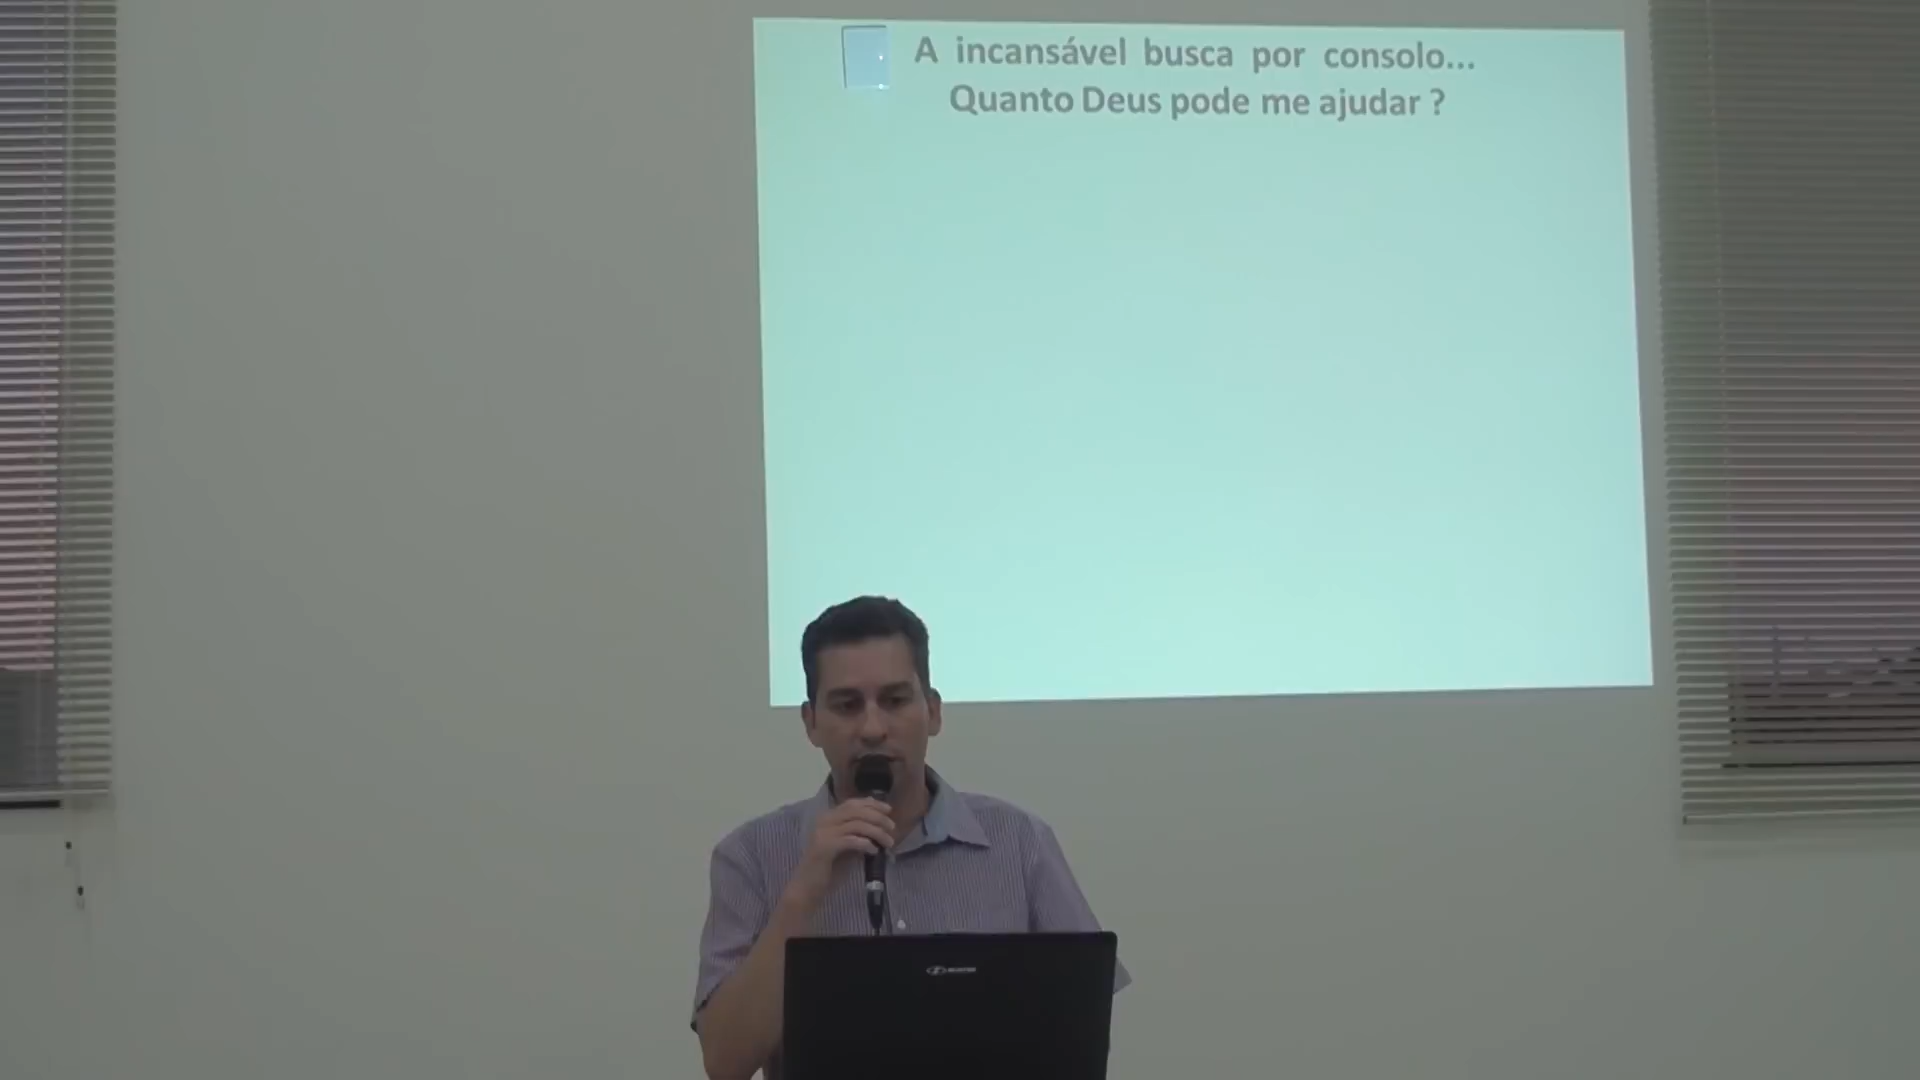 A incansável busca por consolo...
Quanto Deus pode me ajudar ?